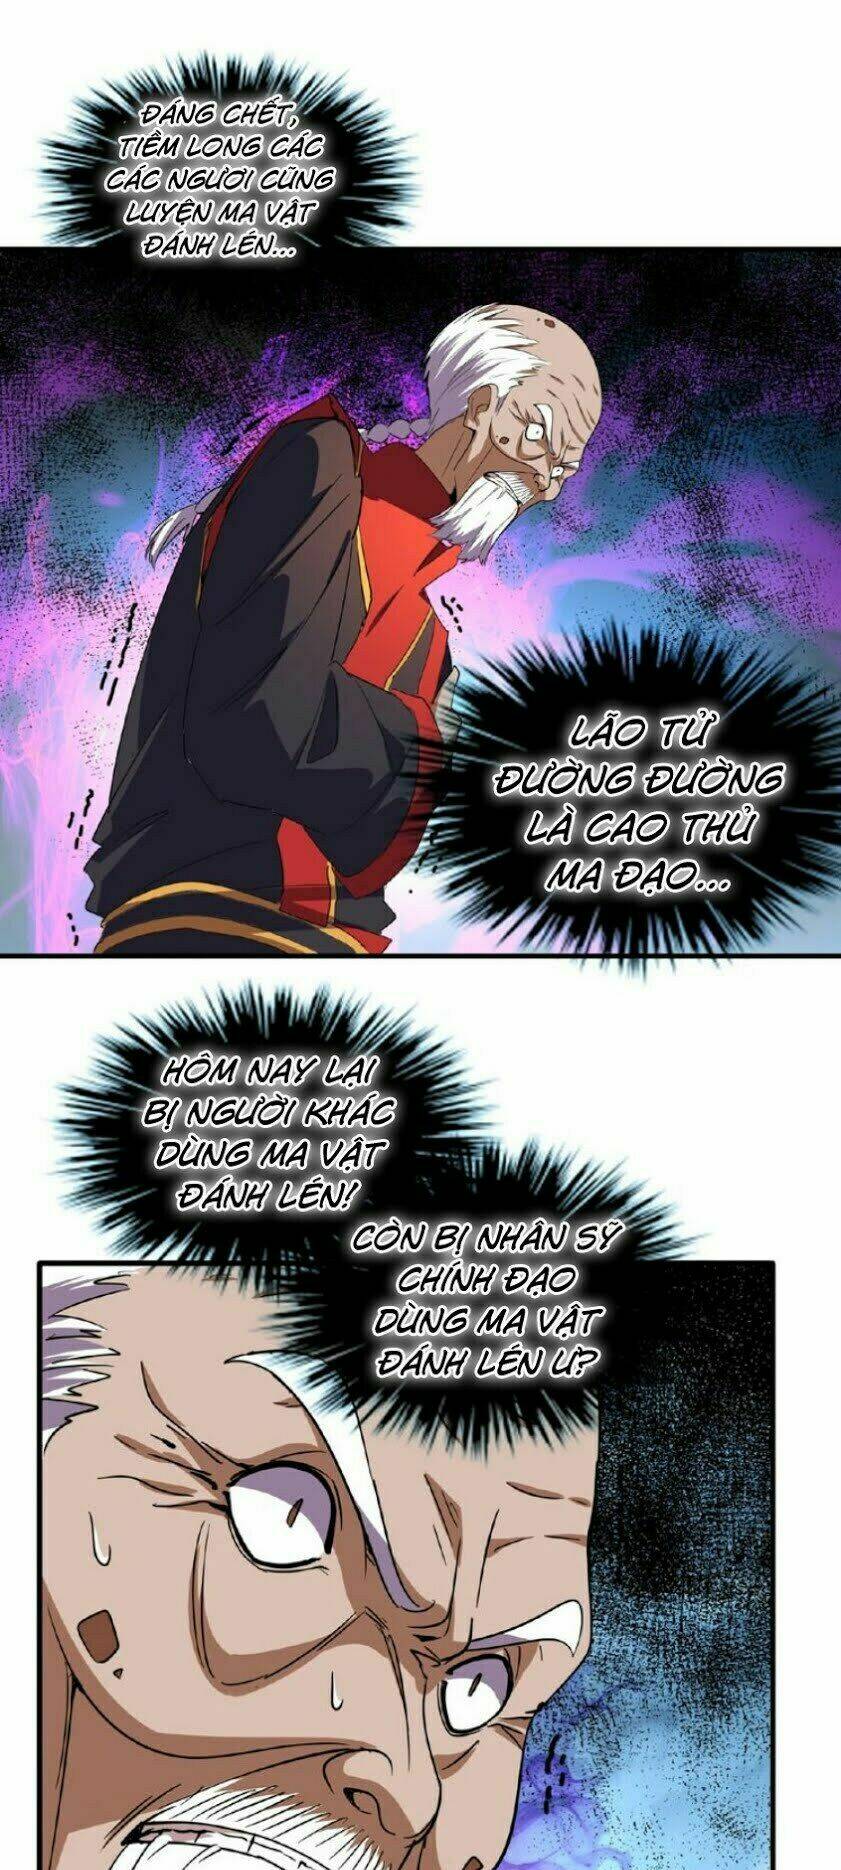 ĐÁNG CHẾT,
TIỀM LONG CÁC
CÁC NGƯƠI CŨNG
LUYỆN MA VẬT
ĐÁNH LÉN...
LÃO TỬ
ĐƯỜNG ĐƯỜNG
LÀ CAO THỦ
MA ĐẠO...
HÔM NAY LẠI
BỊ NGƯỜI KHÁC
DÙNG MA VẬT
ĐÁNH LÉN!
CÒN BỊ NHÂN SỸ
CHÍNH ĐẠO
DÙNG MA VẬT
ĐÁNH LÉN Ư?